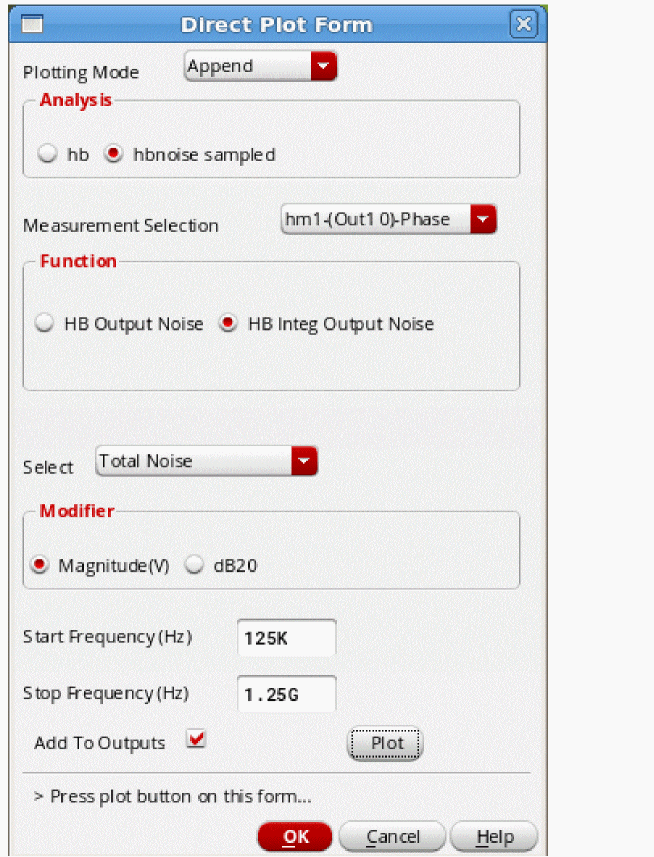 Direct Plot Form
Plotting Mode Append
Analysis
hb hbnoise sampled
Measurement Selection hm1-(Out1 0)-Phase
Function
HB Output Noise HB Integ Output Noise
Select Total Noise
Modifier
Magnitude(V) dB20
Start Frequency(Hz) 125K
Stop Frequency(Hz) 1.25G
Add To Outputs Plot
> Press plot button on this form...
OK Cancel Help